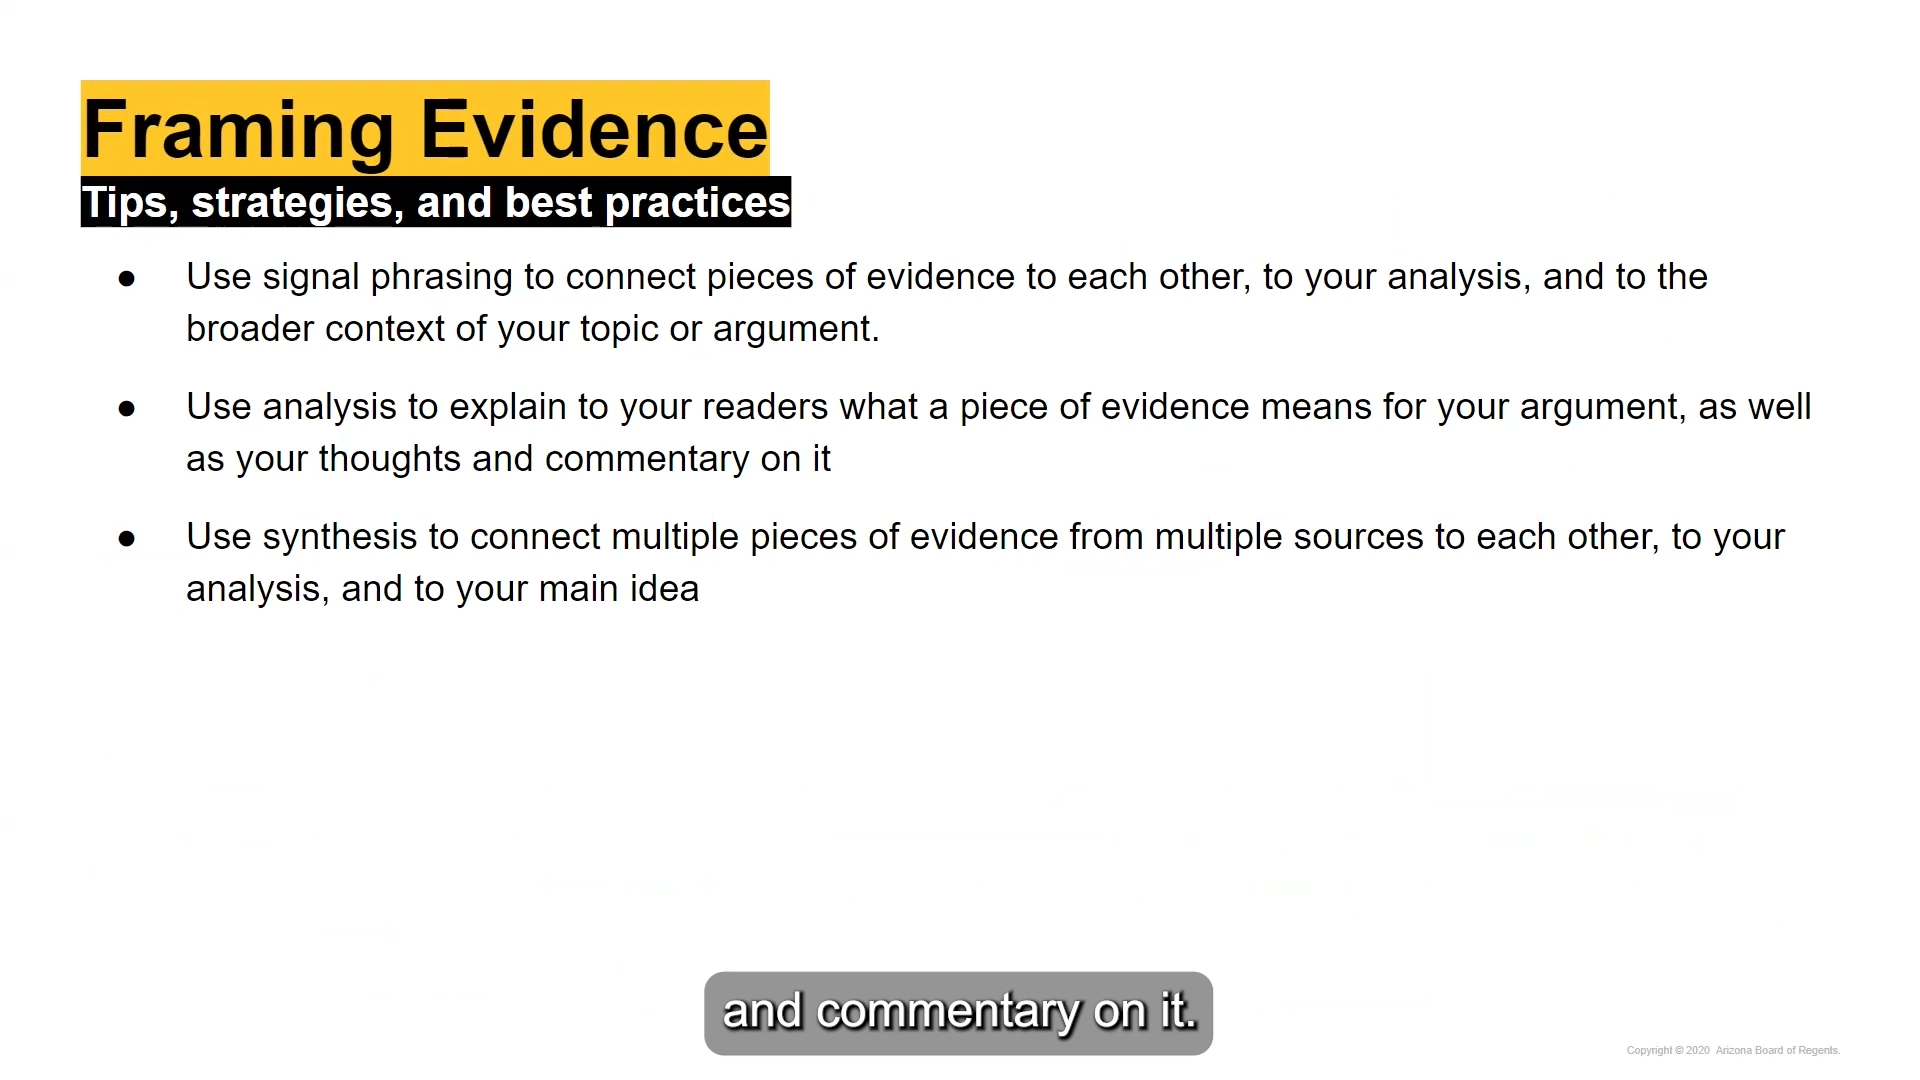 Framing Evidence
Tips, strategies, and best practices
● Use signal phrasing to connect pieces of evidence to each other, to your analysis, and to the
broader context of your topic or argument.
● Use analysis to explain to your readers what a piece of evidence means for your argument, as well
as your thoughts and commentary on it
● Use synthesis to connect multiple pieces of evidence from multiple sources to each other, to your
analysis, and to your main idea
and commentary on it.
Copyright © 2020 Arizona Board of Regents.